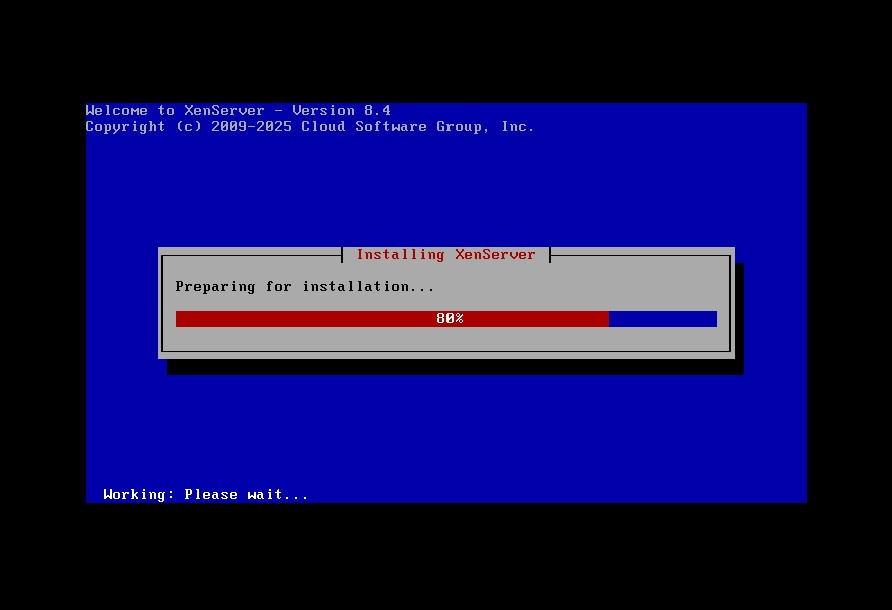 Welcome to XenServer - Version 8.4
Copyright (c) 2009-2025 Cloud Software Group, Inc.
Installing XenServer
Preparing for installation...
80%
Working: Please wait...